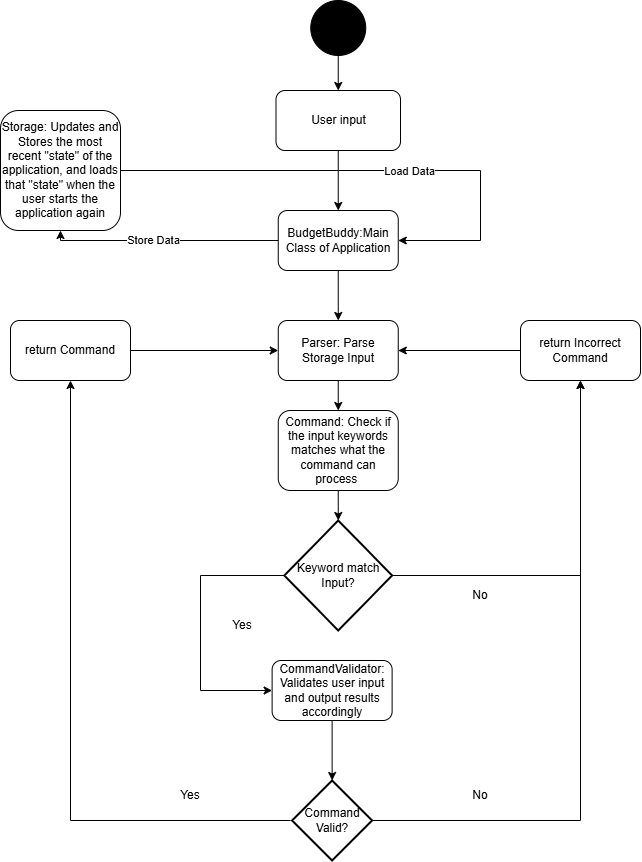 User input
Storage: Updates and
Stores the most
recent "state" of the
application, and loads
that "state" when the
user starts the
application again
Load Data
BudgetBuddy:Main
Class of Application
Store Data
return Command
Parser: Parse
Storage Input
return Incorrect
Command
Command: Check if
the input keywords
matches what the
command can
process
Keyword match
Input?
No
Yes
CommandValidator:
Validates user input
and output results
accordingly
Yes
No
Command
Valid?